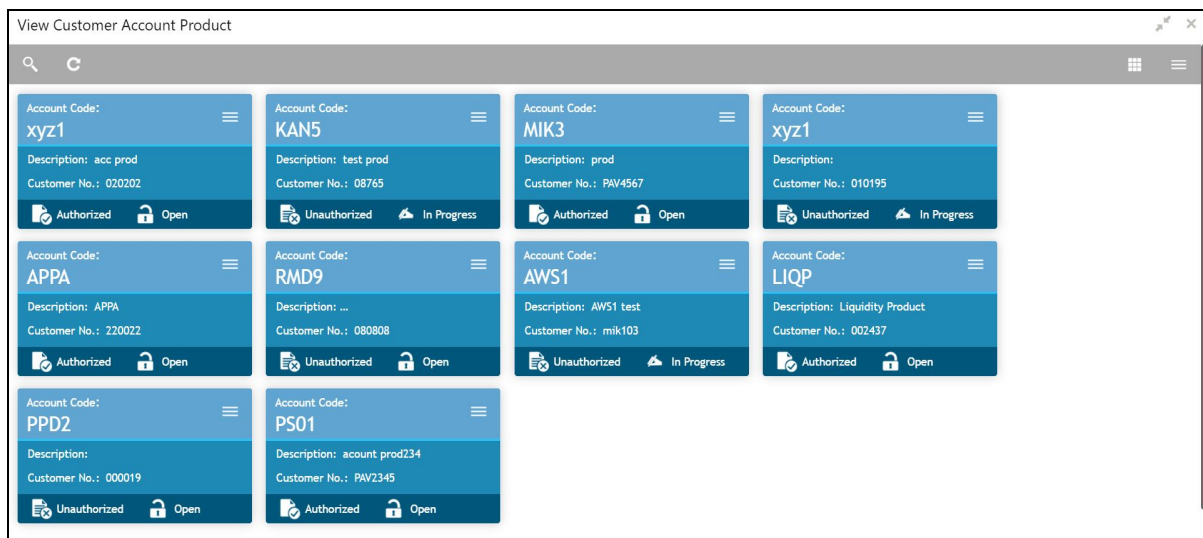 View Customer Account Product
Account Code:
xyz1
Description: acc prod
Customer No.: 020202
Authorized Open
Account Code:
KAN5
Description: test prod
Customer No.: 08765
Unauthorized In Progress
Account Code:
MIK3
Description: prod
Customer No.: PAV4567
Authorized Open
Account Code:
xyz1
Description:
Customer No.: 010195
Unauthorized In Progress
Account Code:
APPA
Description: APPA
Customer No.: 220022
Authorized Open
Account Code:
RMD9
Description: ...
Customer No.: 080808
Unauthorized Open
Account Code:
AWS1
Description: AWS1 test
Customer No.: mik103
Unauthorized In Progress
Account Code:
LIQP
Description: Liquidity Product
Customer No.: 002437
Authorized Open
Account Code:
PPD2
Description:
Customer No.: 000019
Unauthorized Open
Account Code:
PS01
Description: acount prod234
Customer No.: PAV2345
Authorized Open